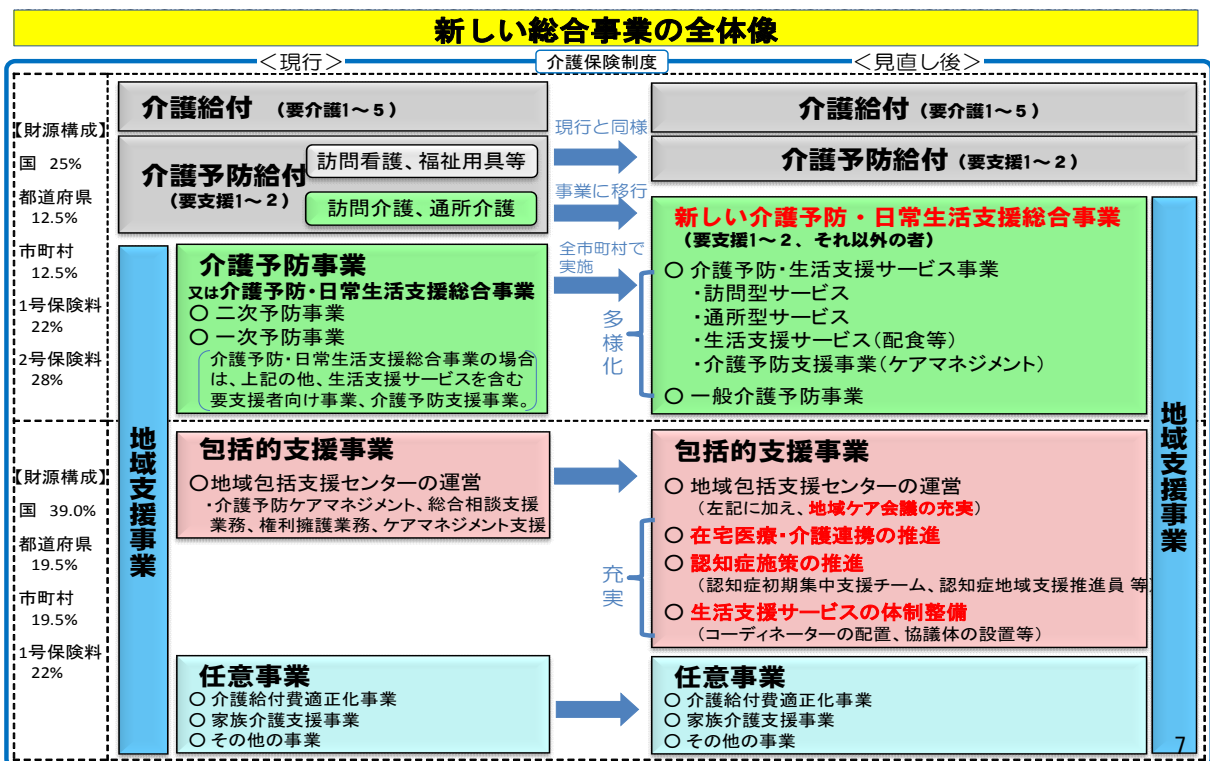 新しい総合事業の全体像
＜現行＞
介護保険制度
＜見直し後＞
【財源構成】
国 25%
都道府県
12.5%
市町村
12.5%
1号保険料
22%
2号保険料
28%
【財源構成】
国 39.0%
都道府県
19.5%
市町村
19.5%
1号保険料
22%
介護給付 （要介護1～5）
介護予防給付
（要支援1～2）
訪問看護、福祉用具等
訪問介護、通所介護
地域支援事業
介護予防事業
又は介護予防・日常生活支援総合事業
○ 二次予防事業
○ 一次予防事業
介護予防・日常生活支援総合事業の場合
は、上記の他、生活支援サービスを含む
要支援者向け事業、介護予防支援事業。
包括的支援事業
○地域包括支援センターの運営
・介護予防ケアマネジメント、総合相談支援
業務、権利擁護業務、ケアマネジメント支援
任意事業
○ 介護給付費適正化事業
○ 家族介護支援事業
○ その他の事業
現行と同様
事業に移行
全市町村で
実施
多様化
充実
介護給付 （要介護1～5）
介護予防給付（要支援1～2）
新しい介護予防・日常生活支援総合事業
（要支援1～2、それ以外の者）
○ 介護予防・生活支援サービス事業
・訪問型サービス
・通所型サービス
・生活支援サービス（配食等）
・介護予防支援事業（ケアマネジメント）
○ 一般介護予防事業
包括的支援事業
○ 地域包括支援センターの運営
（左記に加え、地域ケア会議の充実）
○ 在宅医療・介護連携の推進
○ 認知症施策の推進
（認知症初期集中支援チーム、認知症地域支援推進員 等）
○ 生活支援サービスの体制整備
（コーディネーターの配置、協議体の設置等）
任意事業
○ 介護給付費適正化事業
○ 家族介護支援事業
○ その他の事業
地域支援事業
7